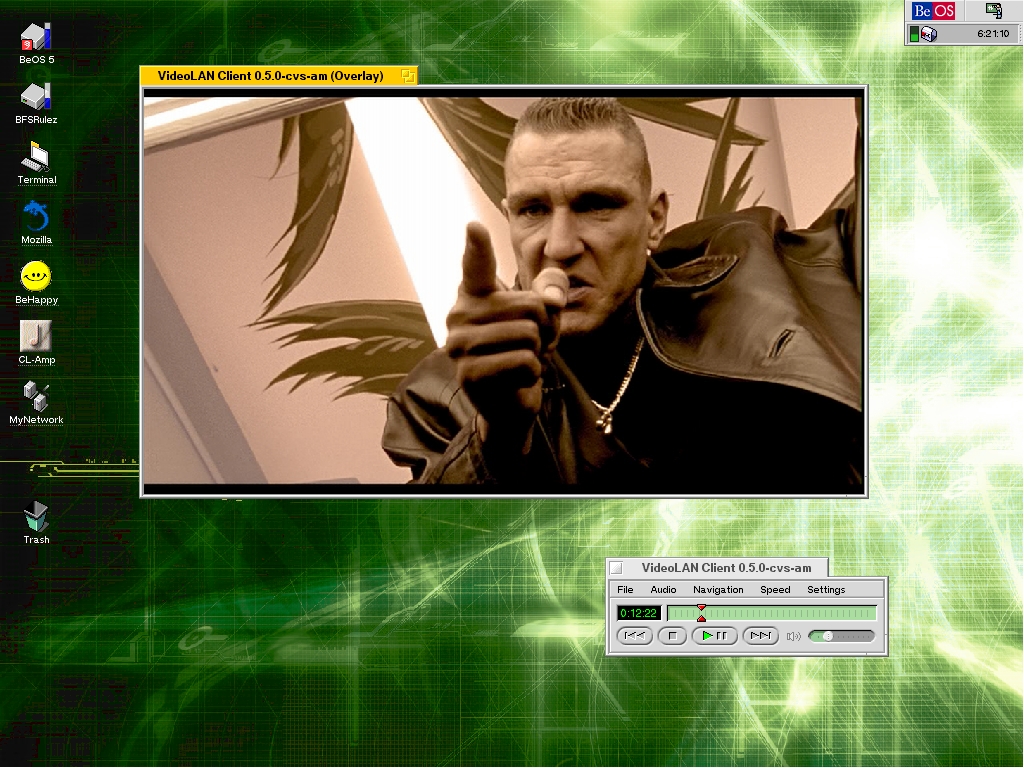 BeOS 5
BFSRulez
Terminal
Mozilla
BeHappy
CL-Amp
MyNetwork
Trash
Be OS
6:21:10
VideoLAN Client 0.5.0-cvs-am (Overlay)
VideoLAN Client 0.5.0-cvs-am
File Audio Navigation Speed Settings
0:12:22